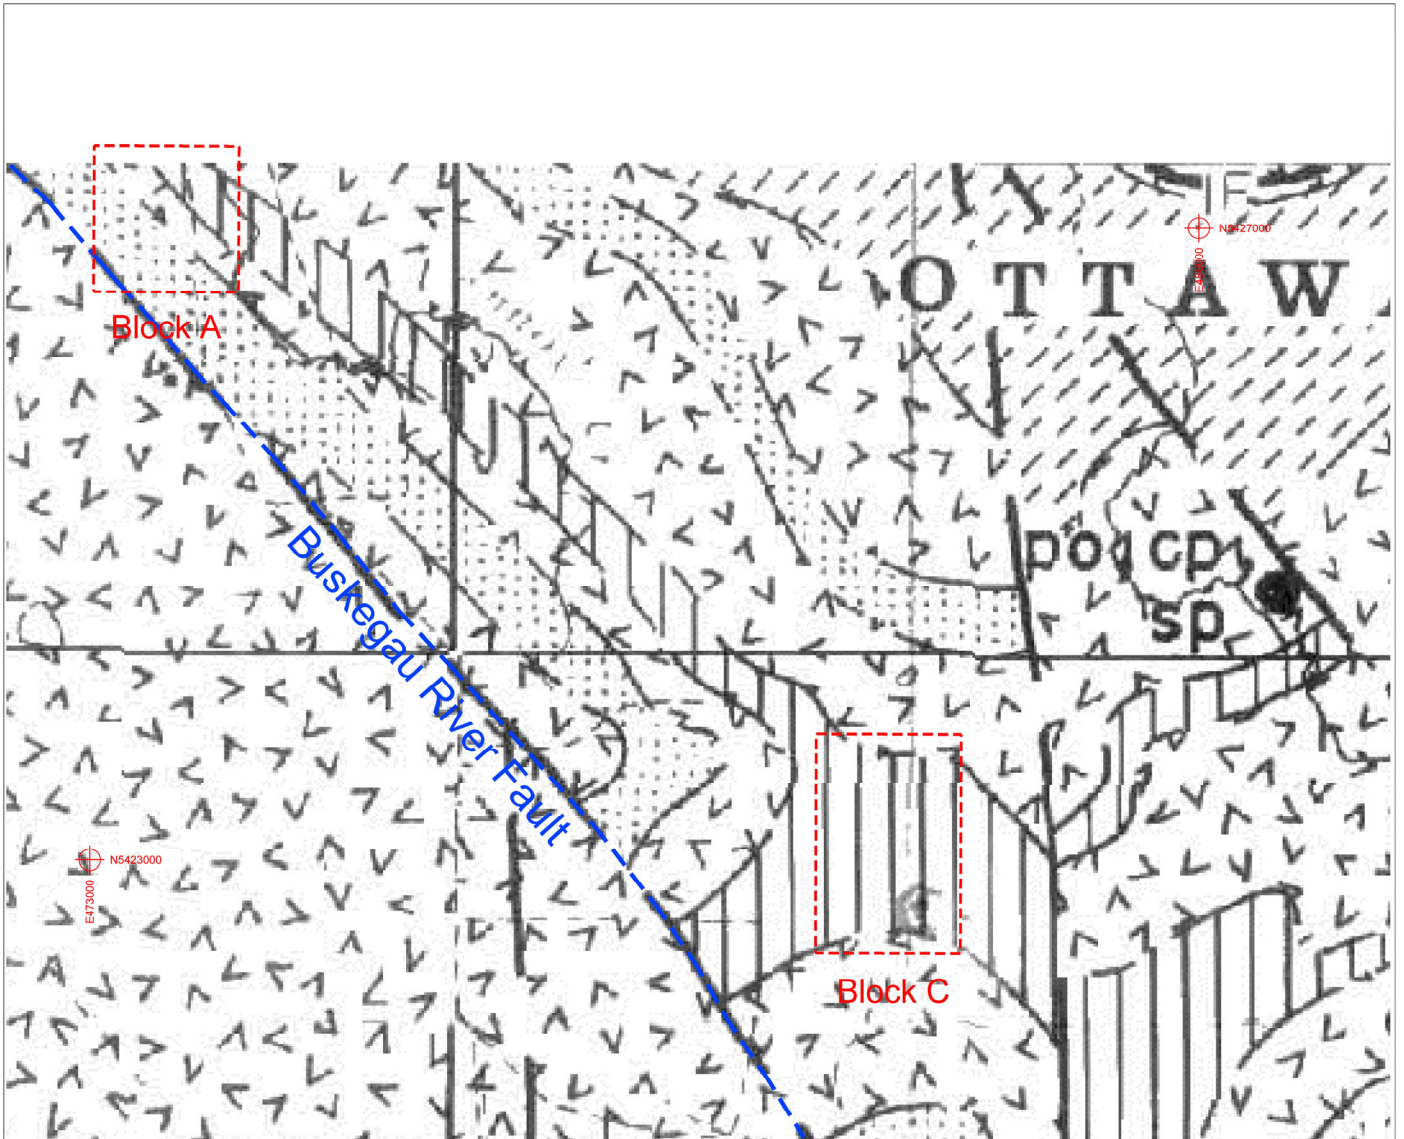 N5427000
OTTAW
Block A
po cp
sp
Buskegau River Fault
N5423000
E473000
Block C